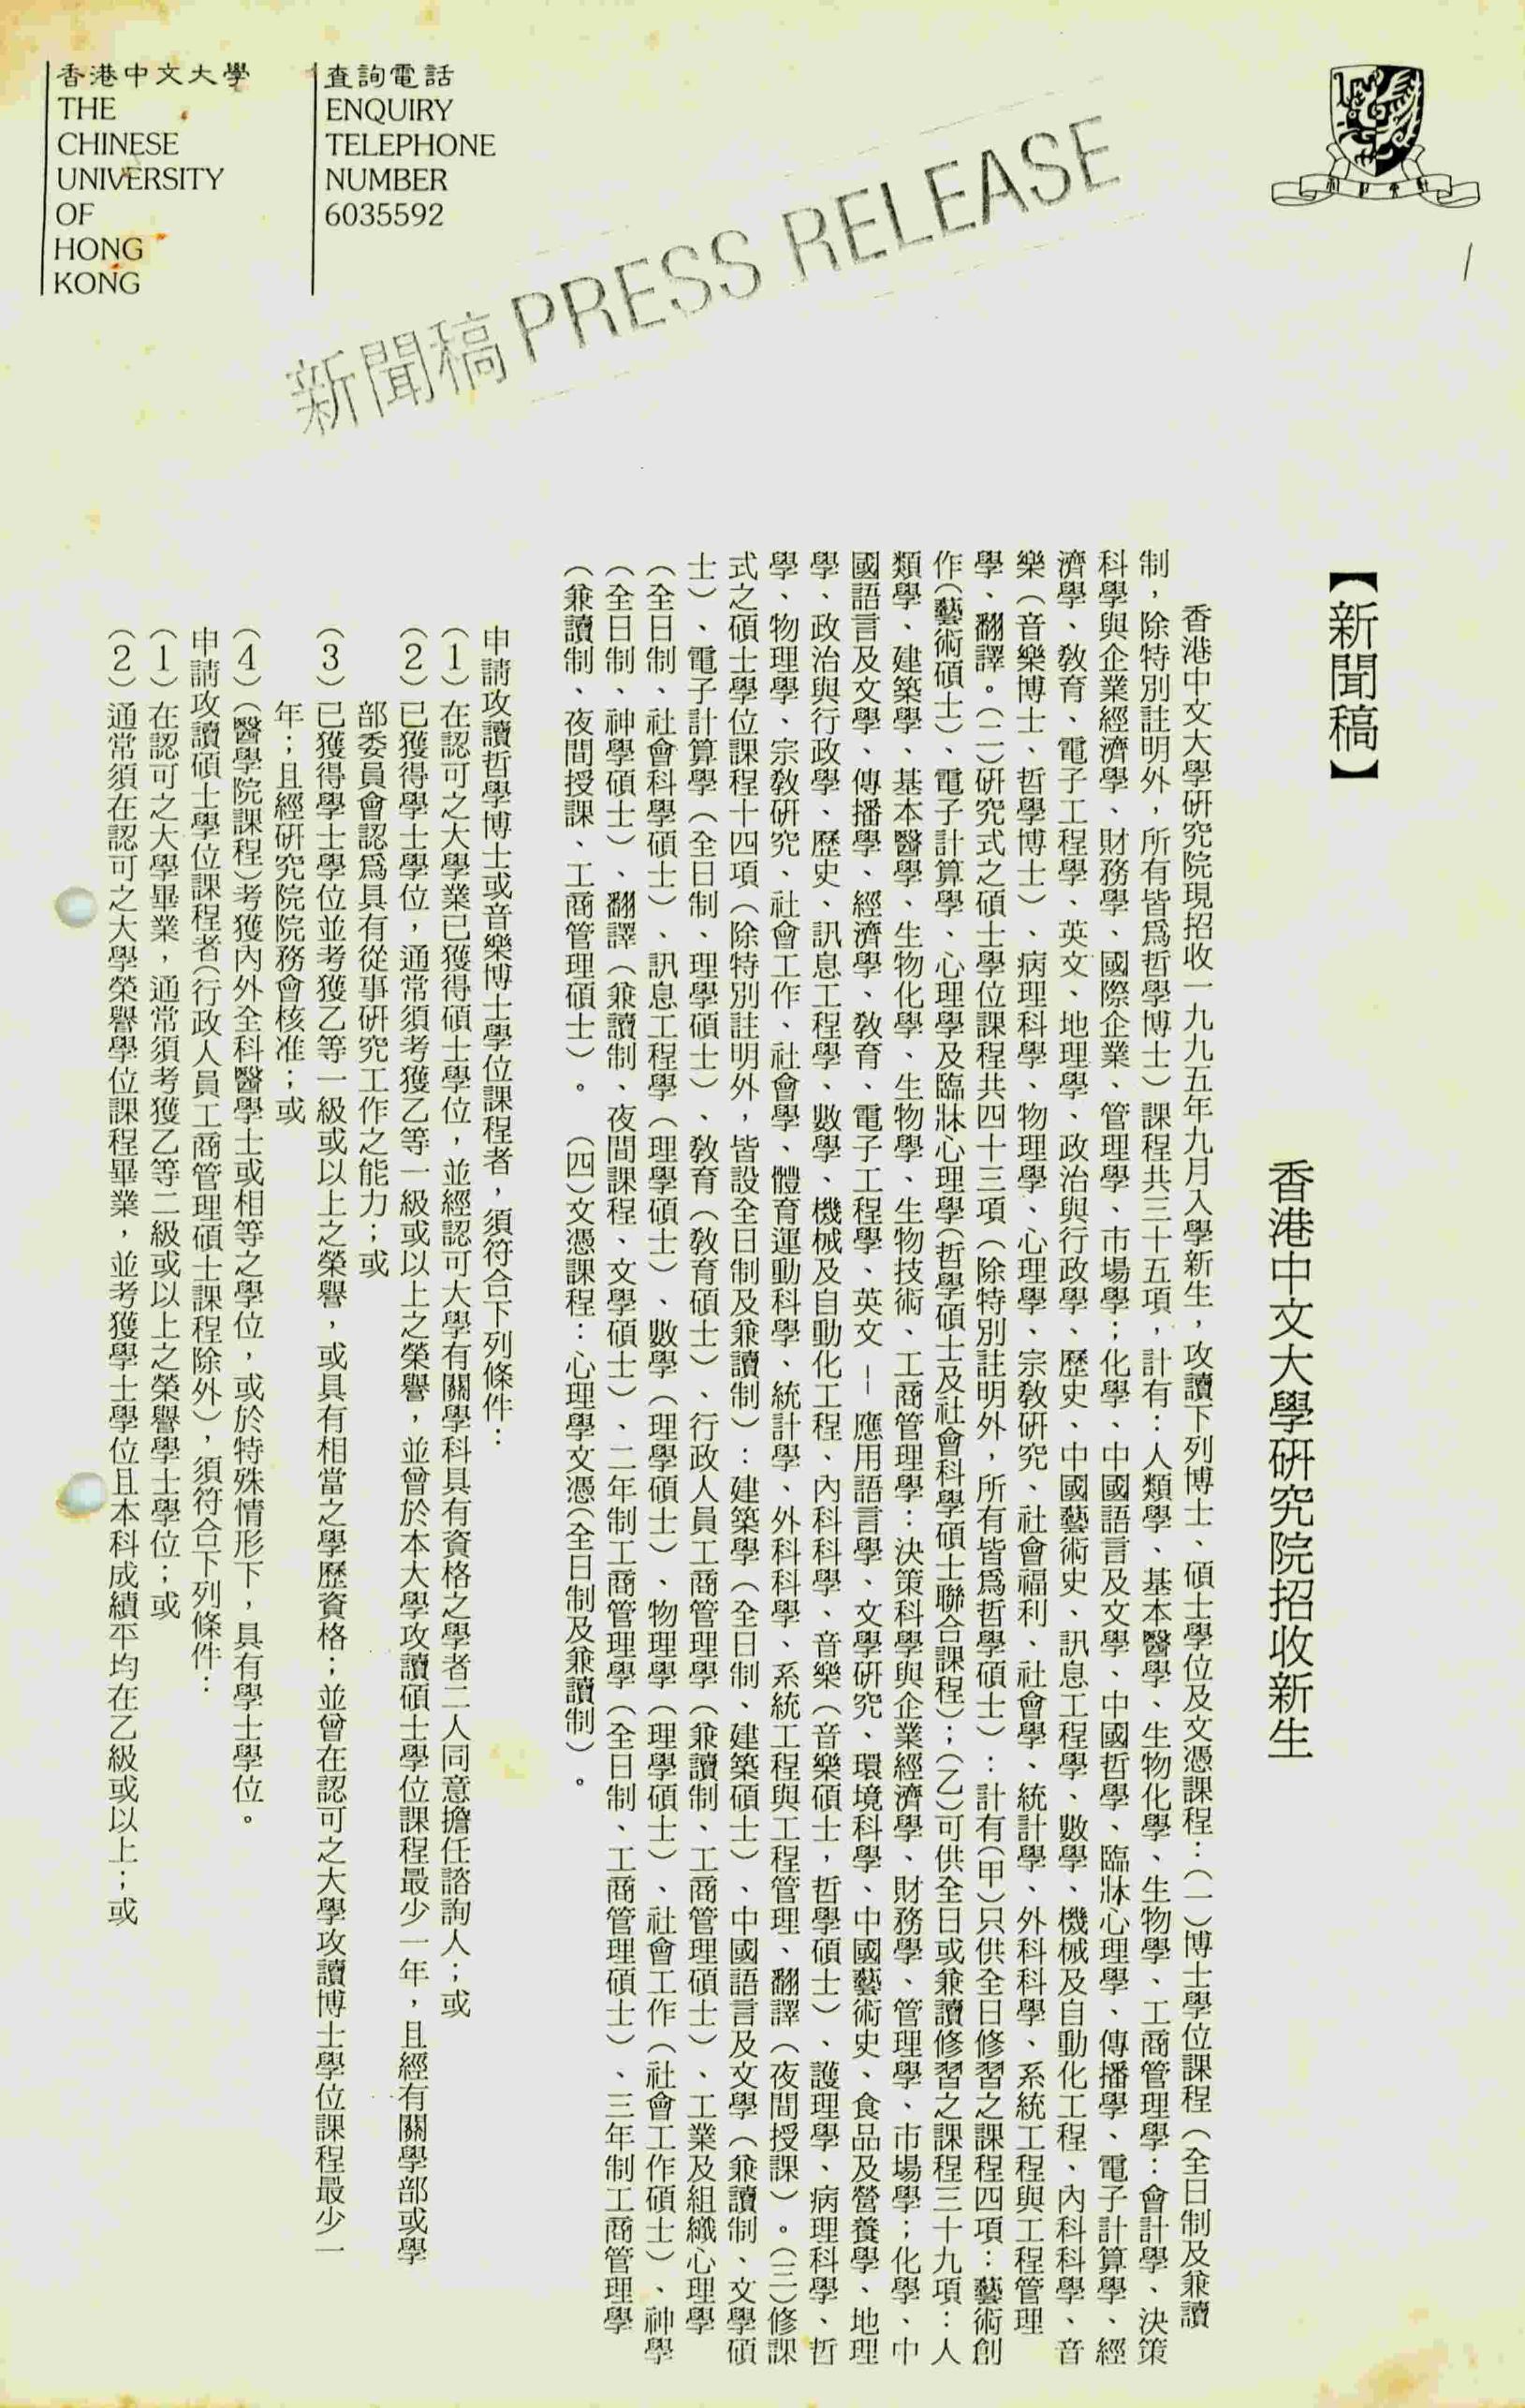 香港中文大學
THE
CHINESE
UNIVERSITY
OF
HONG
KONG
查詢電話
ENQUIRY
TELEPHONE
NUMBER
6035592
新聞稿 PRESS RELEASE
【新聞稿】
香港中文大學研究院招收新生
香港中文大學研究院現招收一九九五年九月入學新生，攻讀下列博士、碩士學位及文憑課程：(一)博士學位課程（全日制及兼讀
制，除特別註明外，所有皆爲哲學博士）課程共三十五項，計有：人類學、基本醫學、生物化學、生物學、工商管理學：會計學、決策
科學與企業經濟學、財務學、國際企業、管理學、市場學；化學、中國語言及文學、中國哲學、臨牀心理學、傳播學、電子計算學、經
濟學、教育、電子工程學、英文、地理學、政治與行政學、歷史、中國藝術史、訊息工程學、數學、機械及自動化工程、內科科學、音
樂（音樂博士、哲學博士）、病理科學、物理學、心理學、宗教研究、社會福利、社會學、統計學、外科科學、系統工程與工程管理
學、翻譯。(二)研究式之碩士學位課程共四十三項（除特別註明外，所有皆爲哲學碩士）：計有(甲)只供全日修習之課程四項：藝術創
作(藝術碩士)、電子計算學、心理學及臨牀心理學(哲學碩士及社會科學碩士聯合課程)；(乙)可供全日或兼讀修習之課程三十九項：人
類學、建築學、基本醫學、生物化學、生物學、生物技術、工商管理學：決策科學與企業經濟學、財務學、管理學、市場學；化學、中
國語言及文學、傳播學、經濟學、教育、電子工程學、英文 — 應用語言學、文學研究、環境科學、中國藝術史、食品及營養學、地理
學、政治與行政學、歷史、訊息工程學、數學、機械及自動化工程、內科科學、音樂（音樂碩士，哲學碩士）、護理學、病理科學、哲
學、物理學、宗教研究、社會工作、社會學、體育運動科學、統計學、外科科學、系統工程與工程管理、翻譯（夜間授課）。(三)修課
式之碩士學位課程十四項（除特別註明外，皆設全日制及兼讀制）：建築學（全日制、建築碩士）、中國語言及文學（兼讀制、文學碩
士）、電子計算學（全日制、理學碩士）、教育（教育碩士）、行政人員工商管理學（兼讀制、工商管理碩士）、工業及組織心理學
（全日制、社會科學碩士）、訊息工程學（理學碩士）、數學（理學碩士）、物理學（理學碩士）、社會工作（社會工作碩士）、神學
（全日制、神學碩士）、翻譯（兼讀制、夜間課程、文學碩士）、二年制工商管理學（全日制、工商管理碩士）、三年制工商管理學
（兼讀制、夜間授課、工商管理碩士）。 (四)文憑課程：心理學文憑（全日制及兼讀制）。
申請攻讀哲學博士或音樂博士學位課程者，須符合下列條件：
（1）在認可之大學業已獲得碩士學位，並經認可大學有關學科具有資格之學者二人同意擔任諮詢人；或
（2）已獲得學士學位，通常須考獲乙等一級或以上之榮譽，並曾於本大學攻讀碩士學位課程最少一年，且經有關學部或學
部委員會認爲具有從事研究工作之能力；或
（3）已獲得學士學位並考獲乙等一級或以上之榮譽，或具有相當之學歷資格；並曾在認可之大學攻讀博士學位課程最少一
年；且經研究院院務會核准；或
（4）（醫學院課程）考獲內外全科醫學士或相等之學位，或於特殊情形下，具有學士學位。
申請攻讀碩士學位課程者（行政人員工商管理碩士課程除外），須符合下列條件：
（1）在認可之大學畢業，通常須考獲乙等二級或以上之榮譽學士學位；或
（2）通常須在認可之大學榮譽學位課程畢業，並考獲學士學位且本科成績平均在乙級或以上；或